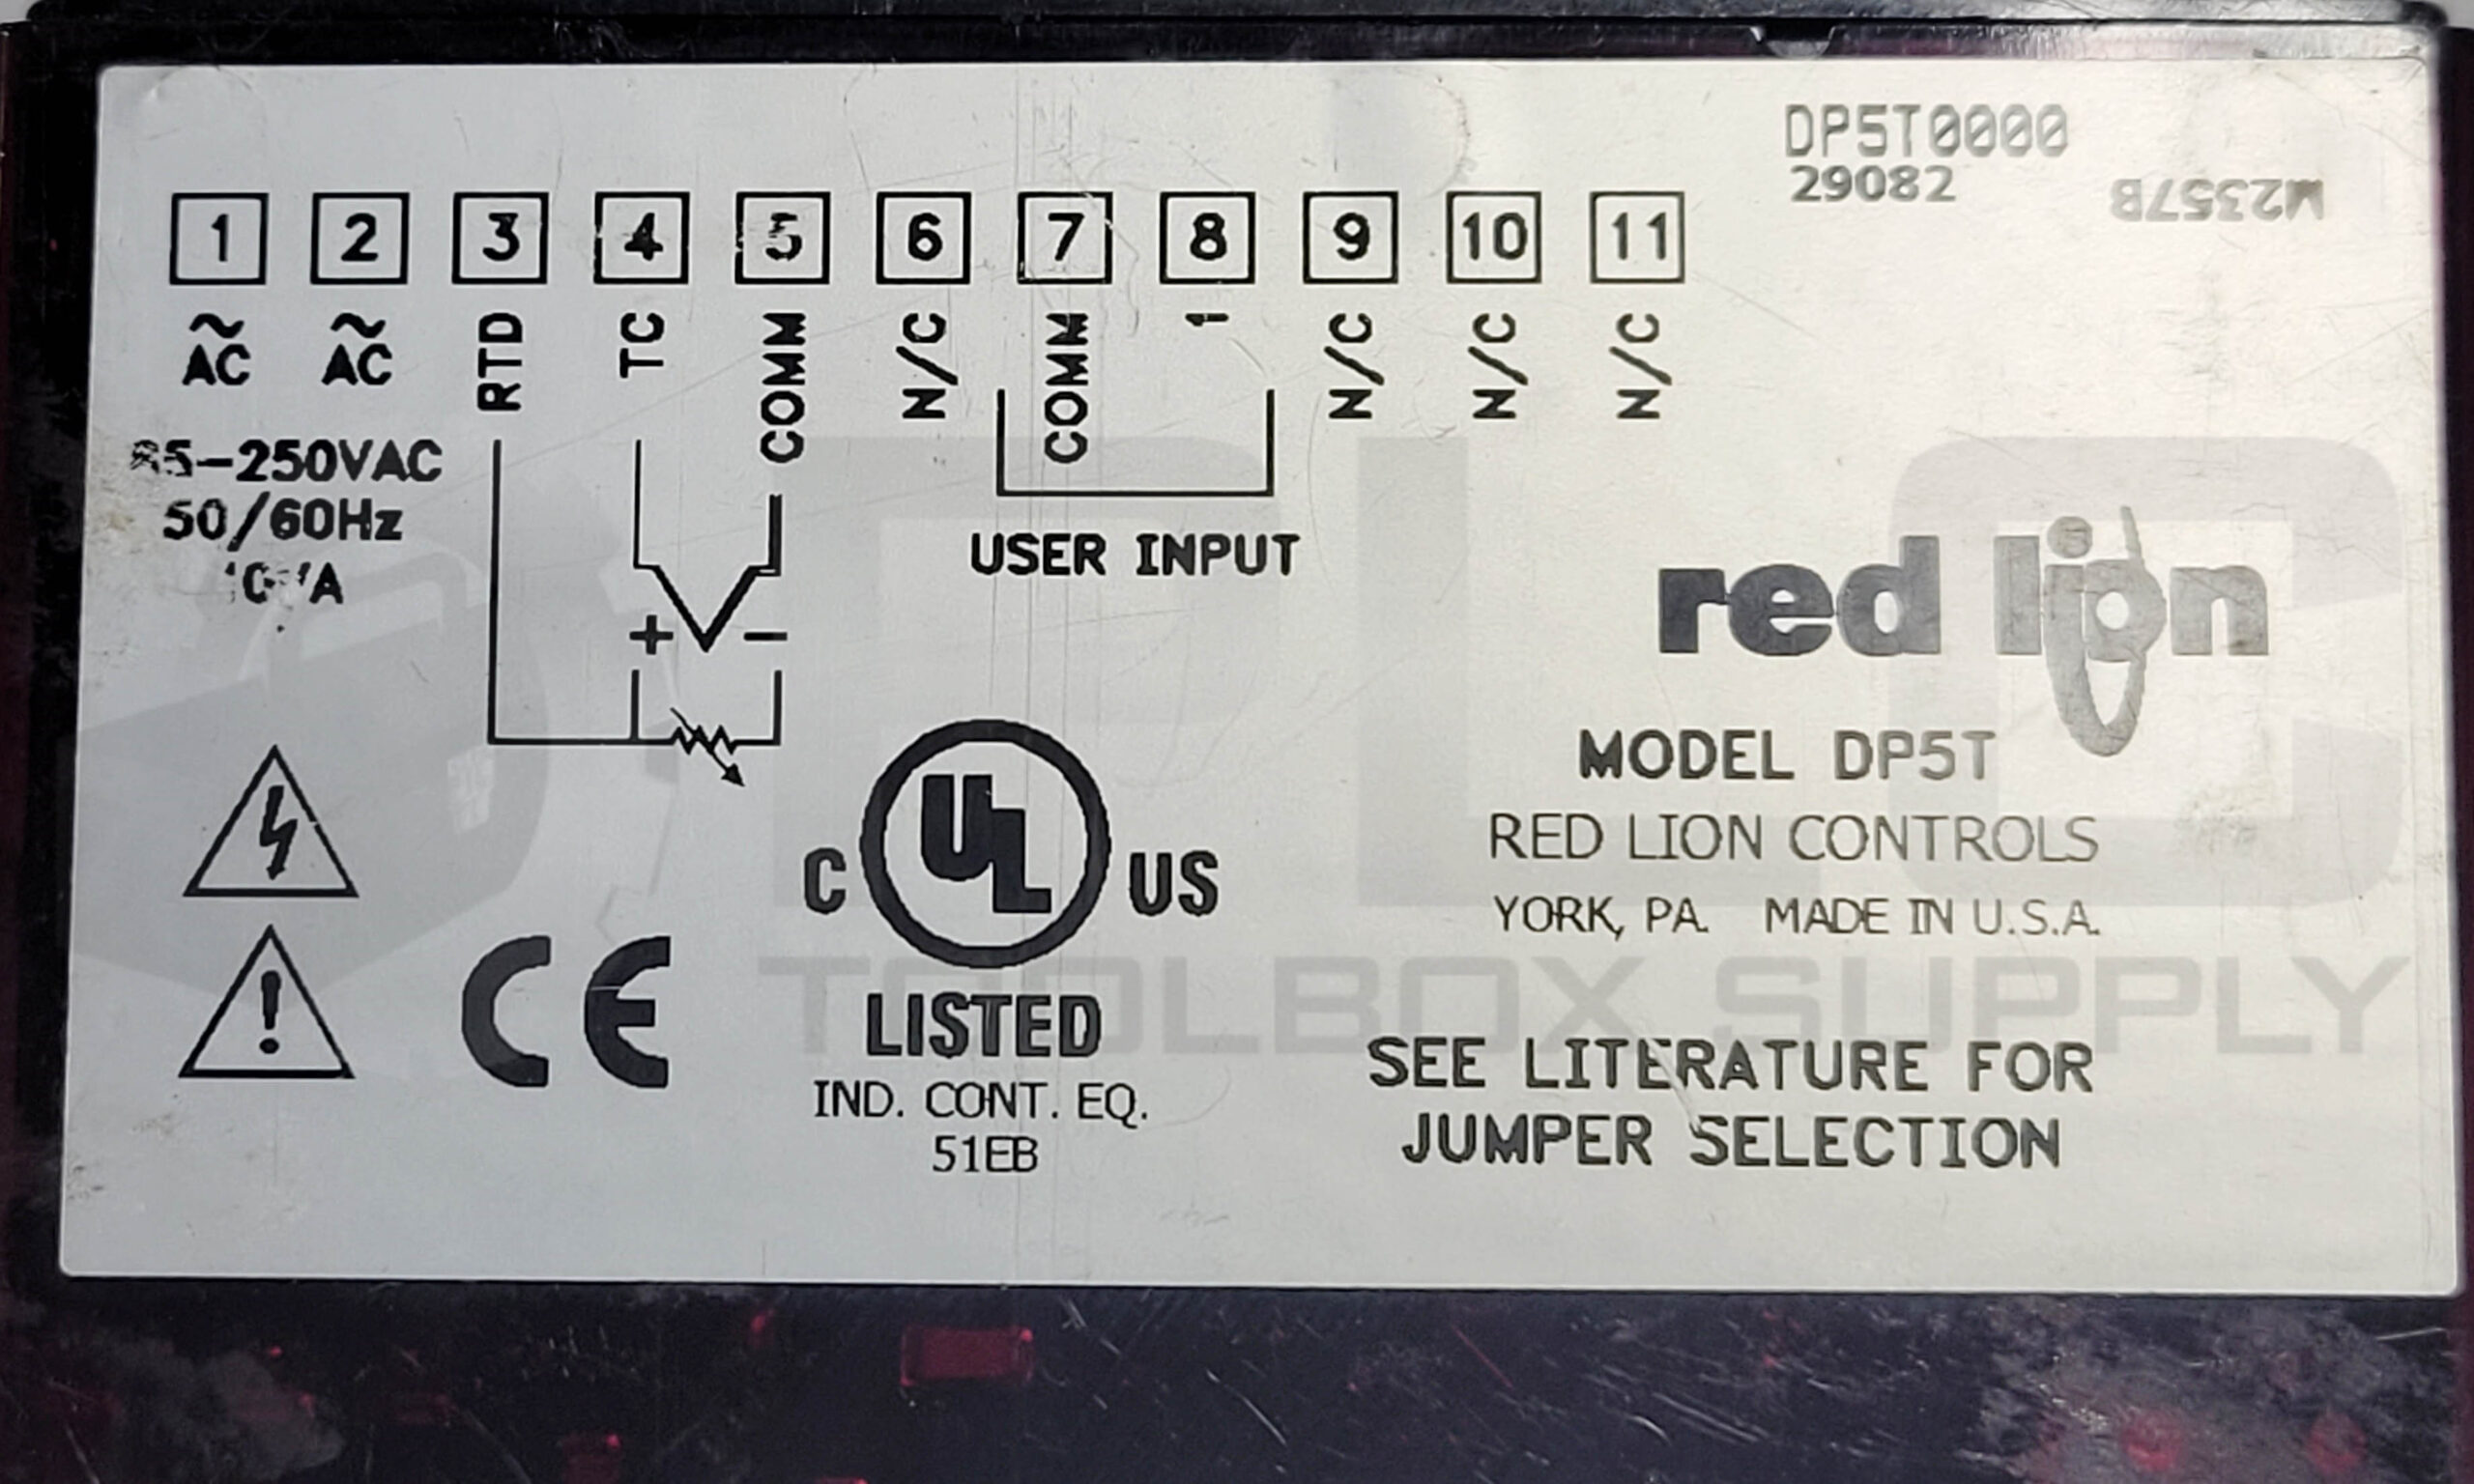 DP5T0000
29082
M2357B
1 2 3 4 5 6 7 8 9 10 11
AC AC RTD TC COMM N/C COMM 1 N/C N/C N/C
85-250VAC
50/60Hz
USER INPUT
+ -
red lion
MODEL DP5T
RED LION CONTROLS
YORK, PA. MADE IN U.S.A.
C UL US
LISTED
IND. CONT. EQ.
51EB
CE
SEE LITERATURE FOR
JUMPER SELECTION
PLC
TOOLBOX SUPPLY